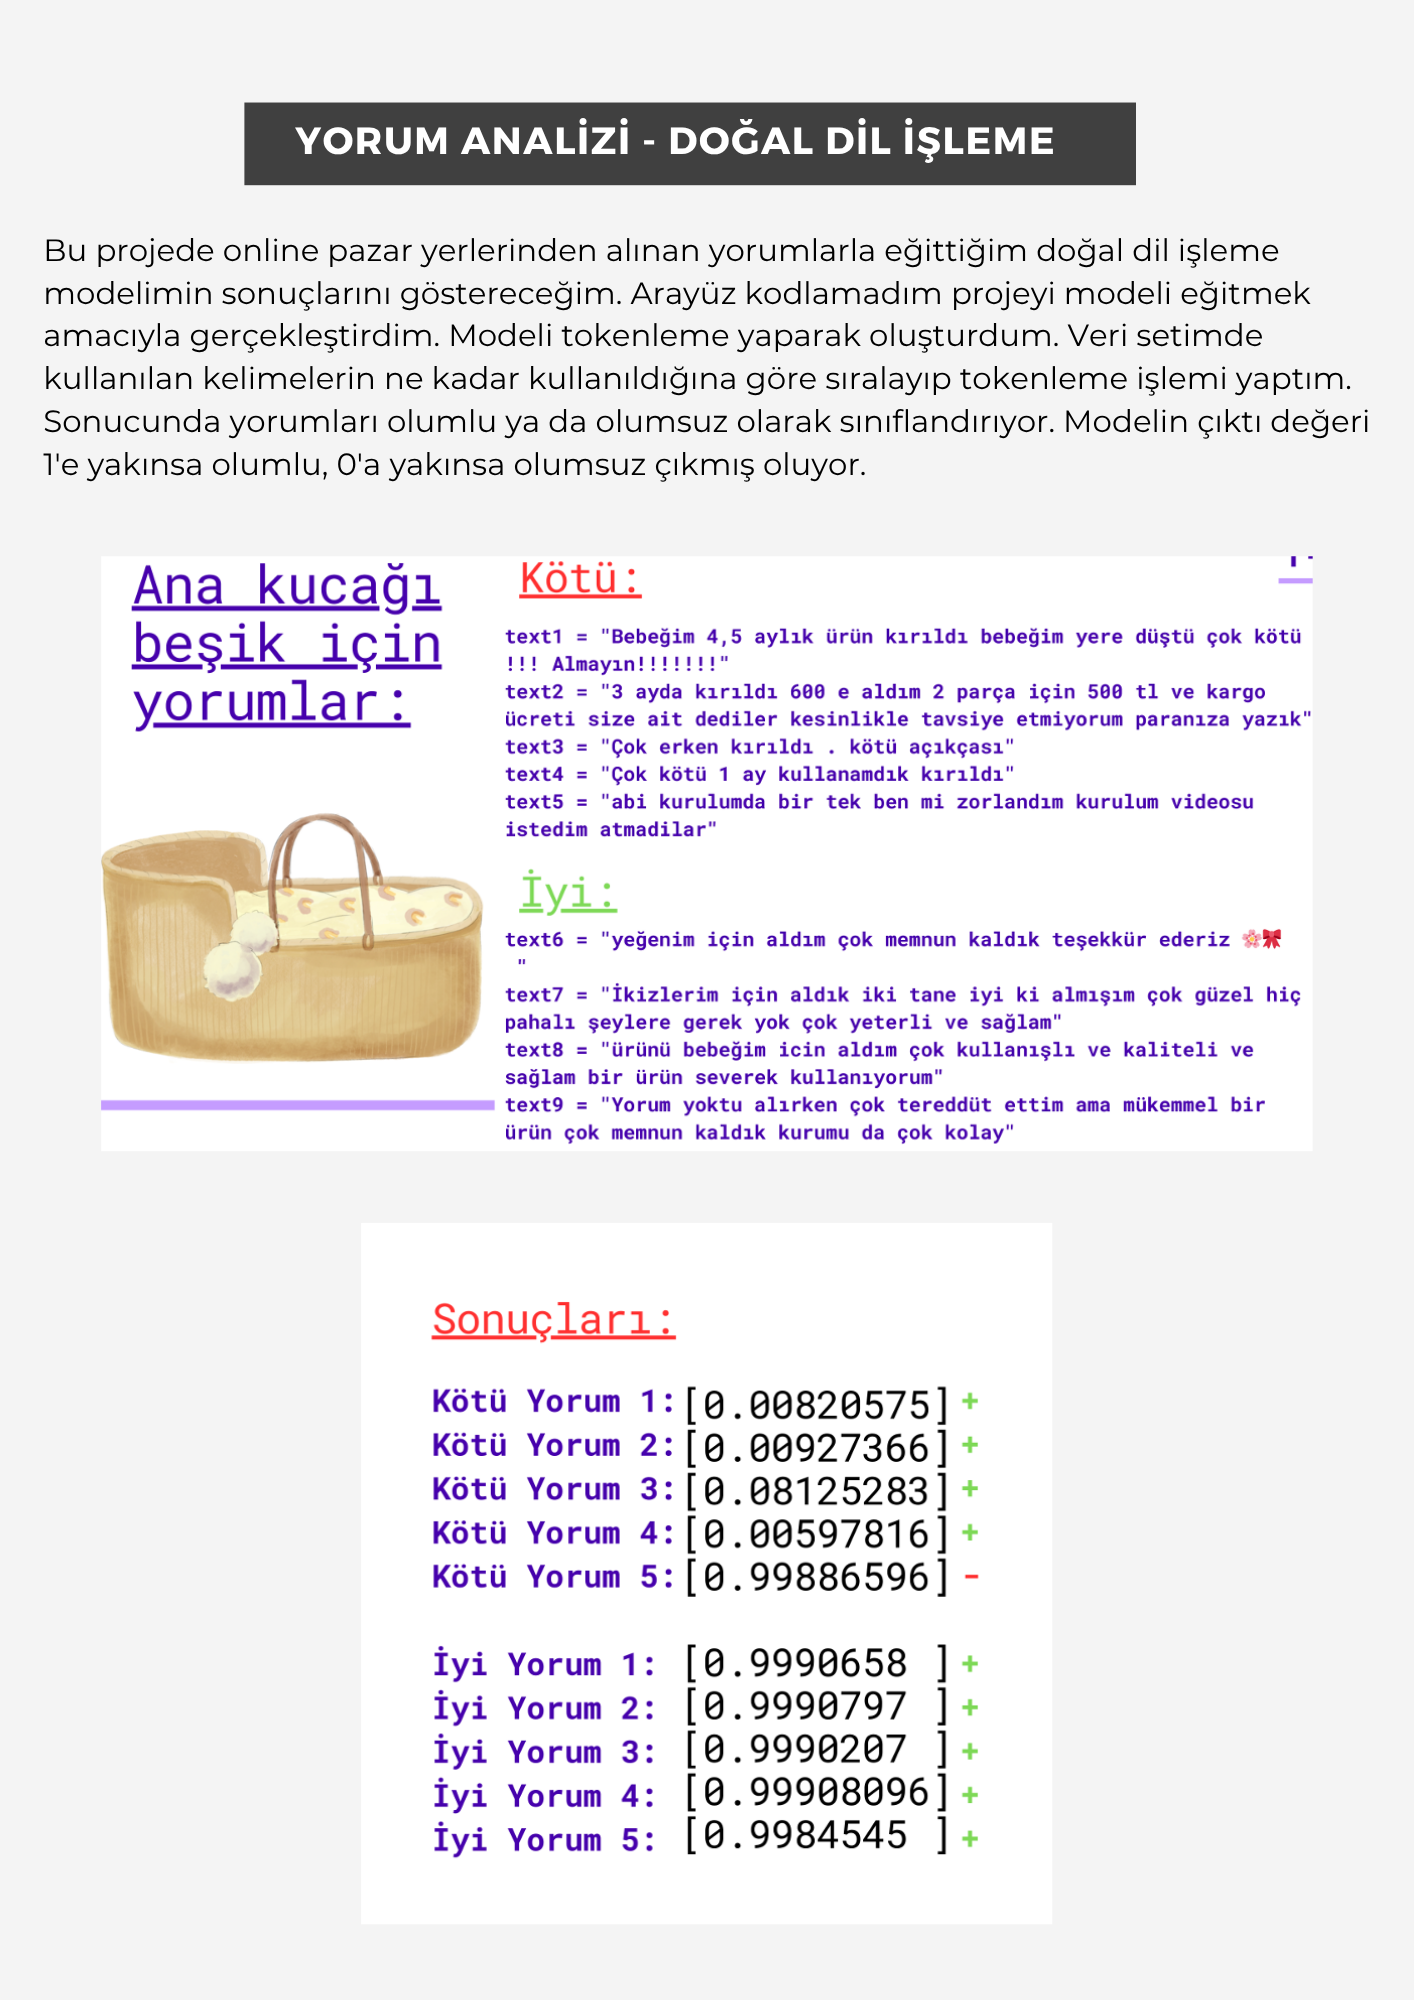 YORUM ANALİZİ - DOĞAL DİL İŞLEME
Bu projede online pazar yerlerinden alınan yorumlarla eğittiğim doğal dil işleme
modelimin sonuçlarını göstereceğim. Arayüz kodlamadım projeyi modeli eğitmek
amacıyla gerçekleştirdim. Modeli tokenleme yaparak oluşturdum. Veri setimde
kullanılan kelimelerin ne kadar kullanıldığına göre sıralayıp tokenleme işlemi yaptım.
Sonucunda yorumları olumlu ya da olumsuz olarak sınıflandırıyor. Modelin çıktı değeri
1'e yakınsa olumlu, 0'a yakınsa olumsuz çıkmış oluyor.
Ana kucağı
beşik için
yorumlar:
Kötü:
text1 = "Bebeğim 4,5 aylık ürün kırıldı bebeğim yere düştü çok kötü
!!! Almayın!!!!!!!"
text2 = "3 ayda kırıldı 600 e aldım 2 parça için 500 tl ve kargo
ücreti size ait dediler kesinlikle tavsiye etmiyorum paranıza yazık"
text3 = "Çok erken kırıldı . kötü açıkçası"
text4 = "Çok kötü 1 ay kullanamdık kırıldı"
text5 = "abi kurulumda bir tek ben mi zorlandım kurulum videosu
istedim atmadilar"
İyi:
text6 = "yeğenim için aldım çok memnun kaldık teşekkür ederiz 🌸🎀
"
text7 = "İkizlerim için aldık iki tane iyi ki almışım çok güzel hiç
pahalı şeylere gerek yok çok yeterli ve sağlam"
text8 = "ürünü bebeğim icin aldım çok kullanışlı ve kaliteli ve
sağlam bir ürün severek kullanıyorum"
text9 = "Yorum yoktu alırken çok tereddüt ettim ama mükemmel bir
ürün çok memnun kaldık kurumu da çok kolay"
Sonuçları:
Kötü Yorum 1: [0.00820575] +
Kötü Yorum 2: [0.00927366] +
Kötü Yorum 3: [0.08125283] +
Kötü Yorum 4: [0.00597816] +
Kötü Yorum 5: [0.99886596] -
İyi Yorum 1: [0.9990658 ] +
İyi Yorum 2: [0.9990797 ] +
İyi Yorum 3: [0.9990207 ] +
İyi Yorum 4: [0.99908096] +
İyi Yorum 5: [0.9984545 ] +